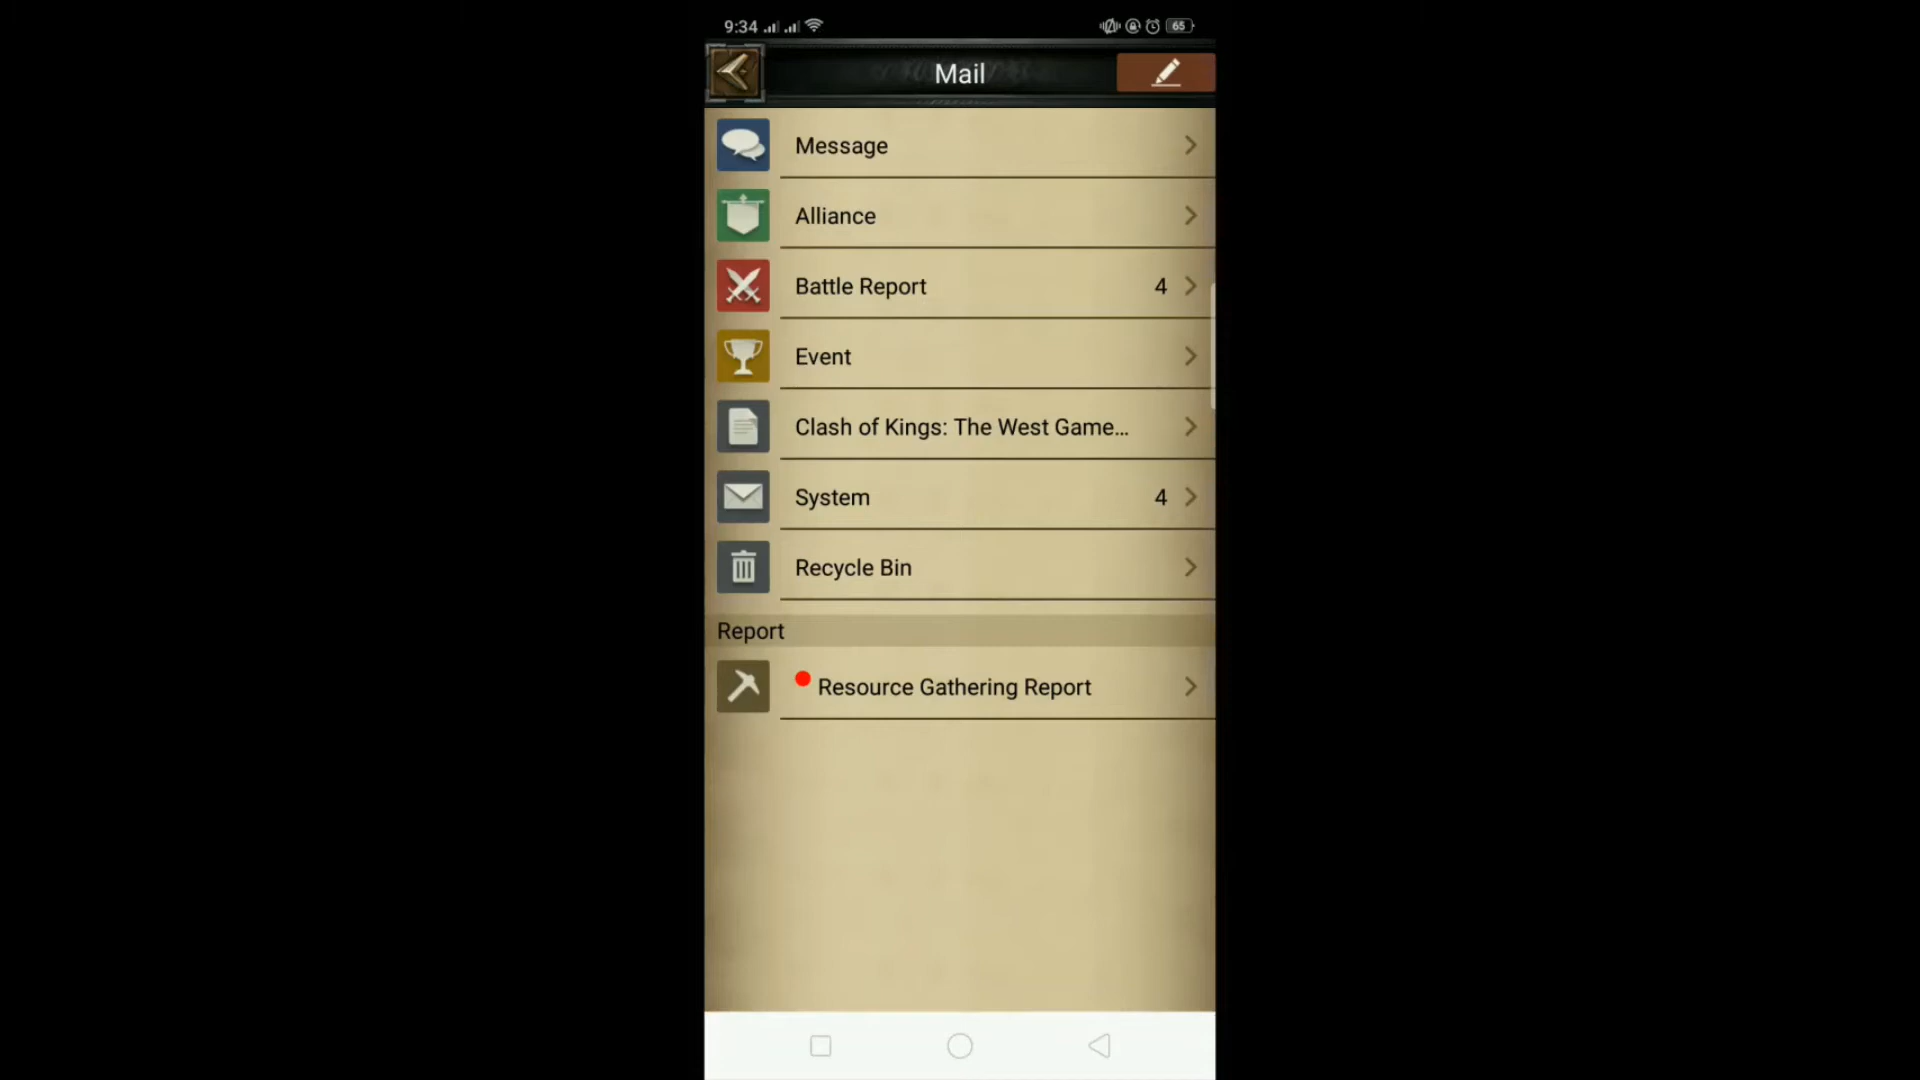 9:34
65
Mail
Message
Alliance
Battle Report 4
Event
Clash of Kings: The West Game...
System 4
Recycle Bin
Report
Resource Gathering Report